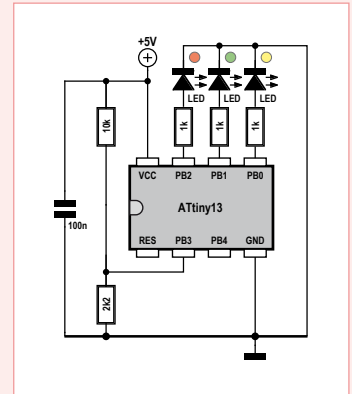 +5V
LED LED LED
10k 1k 1k 1k
VCC PB2 PB1 PB0
ATtiny13
100n
RES PB3 PB4 GND
2k2